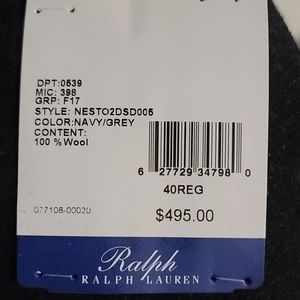 DPT:0539
MIC: 398
GRP: F17
STYLE: NESTO2DSD005
COLOR:NAVY/GREY
CONTENT:
100 %Wool
6 27729 34798 0
40REG
077108-00020
$495.00
Ralph
RALPH LAUREN